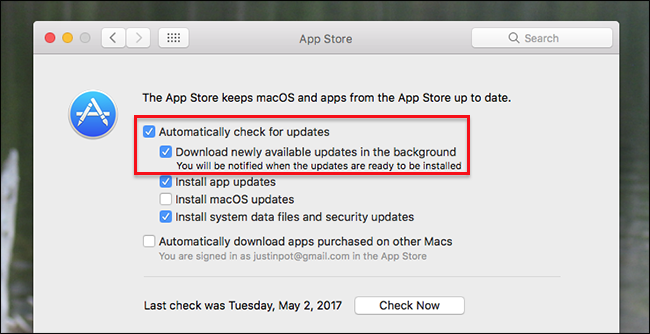 App Store
Search
The App Store keeps macOS and apps from the App Store up to date.
Automatically check for updates
Download newly available updates in the background
You will be notified when the updates are ready to be installed
Install app updates
Install macOS updates
Install system data files and security updates
Automatically download apps purchased on other Macs
You are signed in as justinpot@gmail.com in the App Store
Last check was Tuesday, May 2, 2017
Check Now